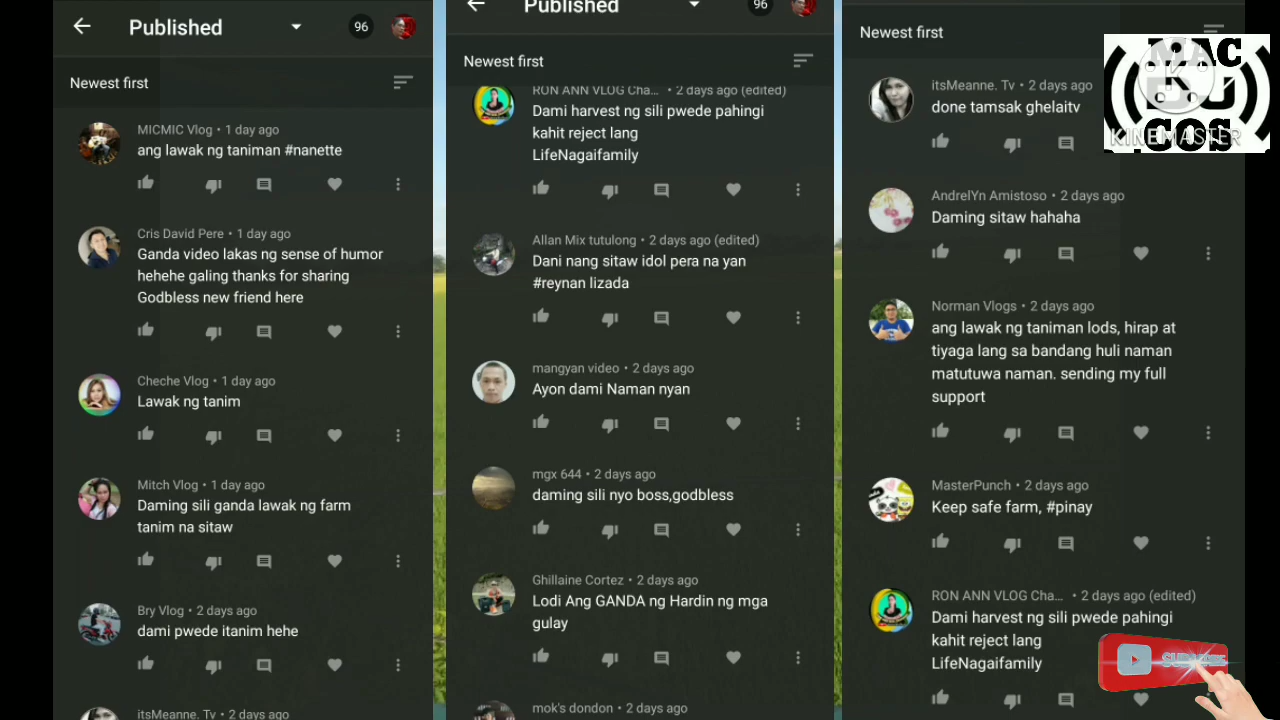 Published
96
Newest first
MICMIC Vlog • 1 day ago
ang lawak ng taniman #nanette
Cris David Pere • 1 day ago
Ganda video lakas ng sense of humor
hehehe galing thanks for sharing
Godbless new friend here
Cheche Vlog • 1 day ago
Lawak ng tanim
Mitch Vlog • 1 day ago
Daming sili ganda lawak ng farm
tanim na sitaw
Bry Vlog • 2 days ago
dami pwede itanim hehe
itsMeanne. Tv • 2 days ago
Published
96
Newest first
RON ANN VLOG Cha... • 2 days ago (edited)
Dami harvest ng sili pwede pahingi
kahit reject lang
LifeNagaifamily
Allan Mix tutulong • 2 days ago (edited)
Dani nang sitaw idol pera na yan
#reynan lizada
mangyan video • 2 days ago
Ayon dami Naman nyan
mgx 644 • 2 days ago
daming sili nyo boss,godbless
Ghillaine Cortez • 2 days ago
Lodi Ang GANDA ng Hardin ng mga
gulay
mok's dondon • 2 days ago
Newest first
itsMeanne. Tv • 2 days ago
done tamsak ghelaitv
AndrelYn Amistoso • 2 days ago
Daming sitaw hahaha
Norman Vlogs • 2 days ago
ang lawak ng taniman lods, hirap at
tiyaga lang sa bandang huli naman
matutuwa naman. sending my full
support
MasterPunch • 2 days ago
Keep safe farm, #pinay
RON ANN VLOG Cha... • 2 days ago (edited)
Dami harvest ng sili pwede pahingi
kahit reject lang
LifeNagaifamily
MAC
K
COS
KINEMASTER